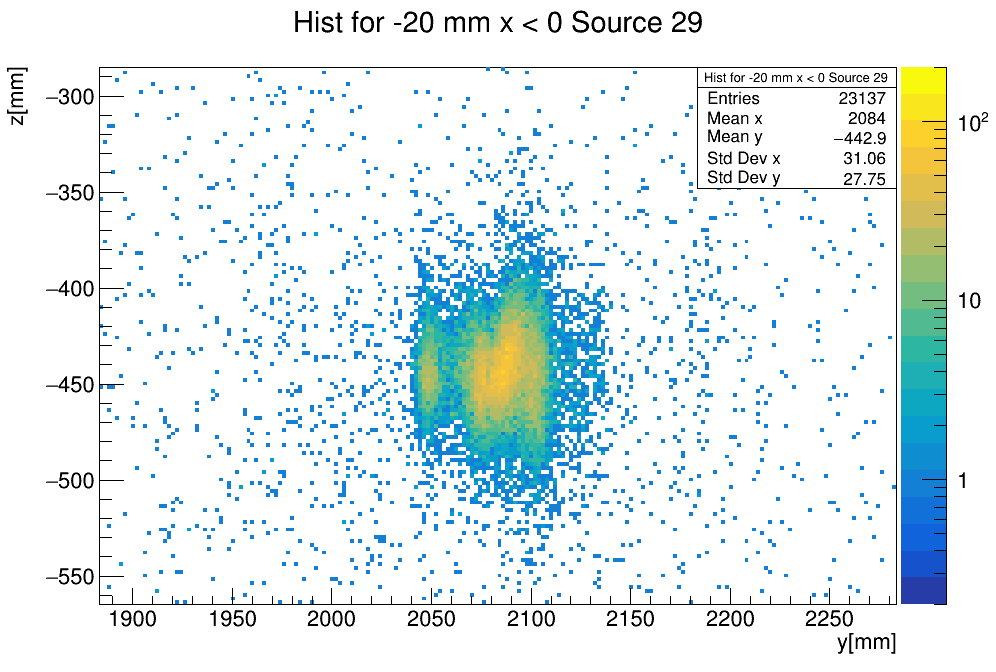 Hist for -20 mm x < 0 Source 29
z[mm]
Hist for -20 mm x < 0 Source 29
Entries 23137
Mean x 2084
Mean y −442.9
Std Dev x 31.06
Std Dev y 27.75
−300
−350
−400
−450
−500
−550
10²
10
1
1900 1950 2000 2050 2100 2150 2200 2250
y[mm]